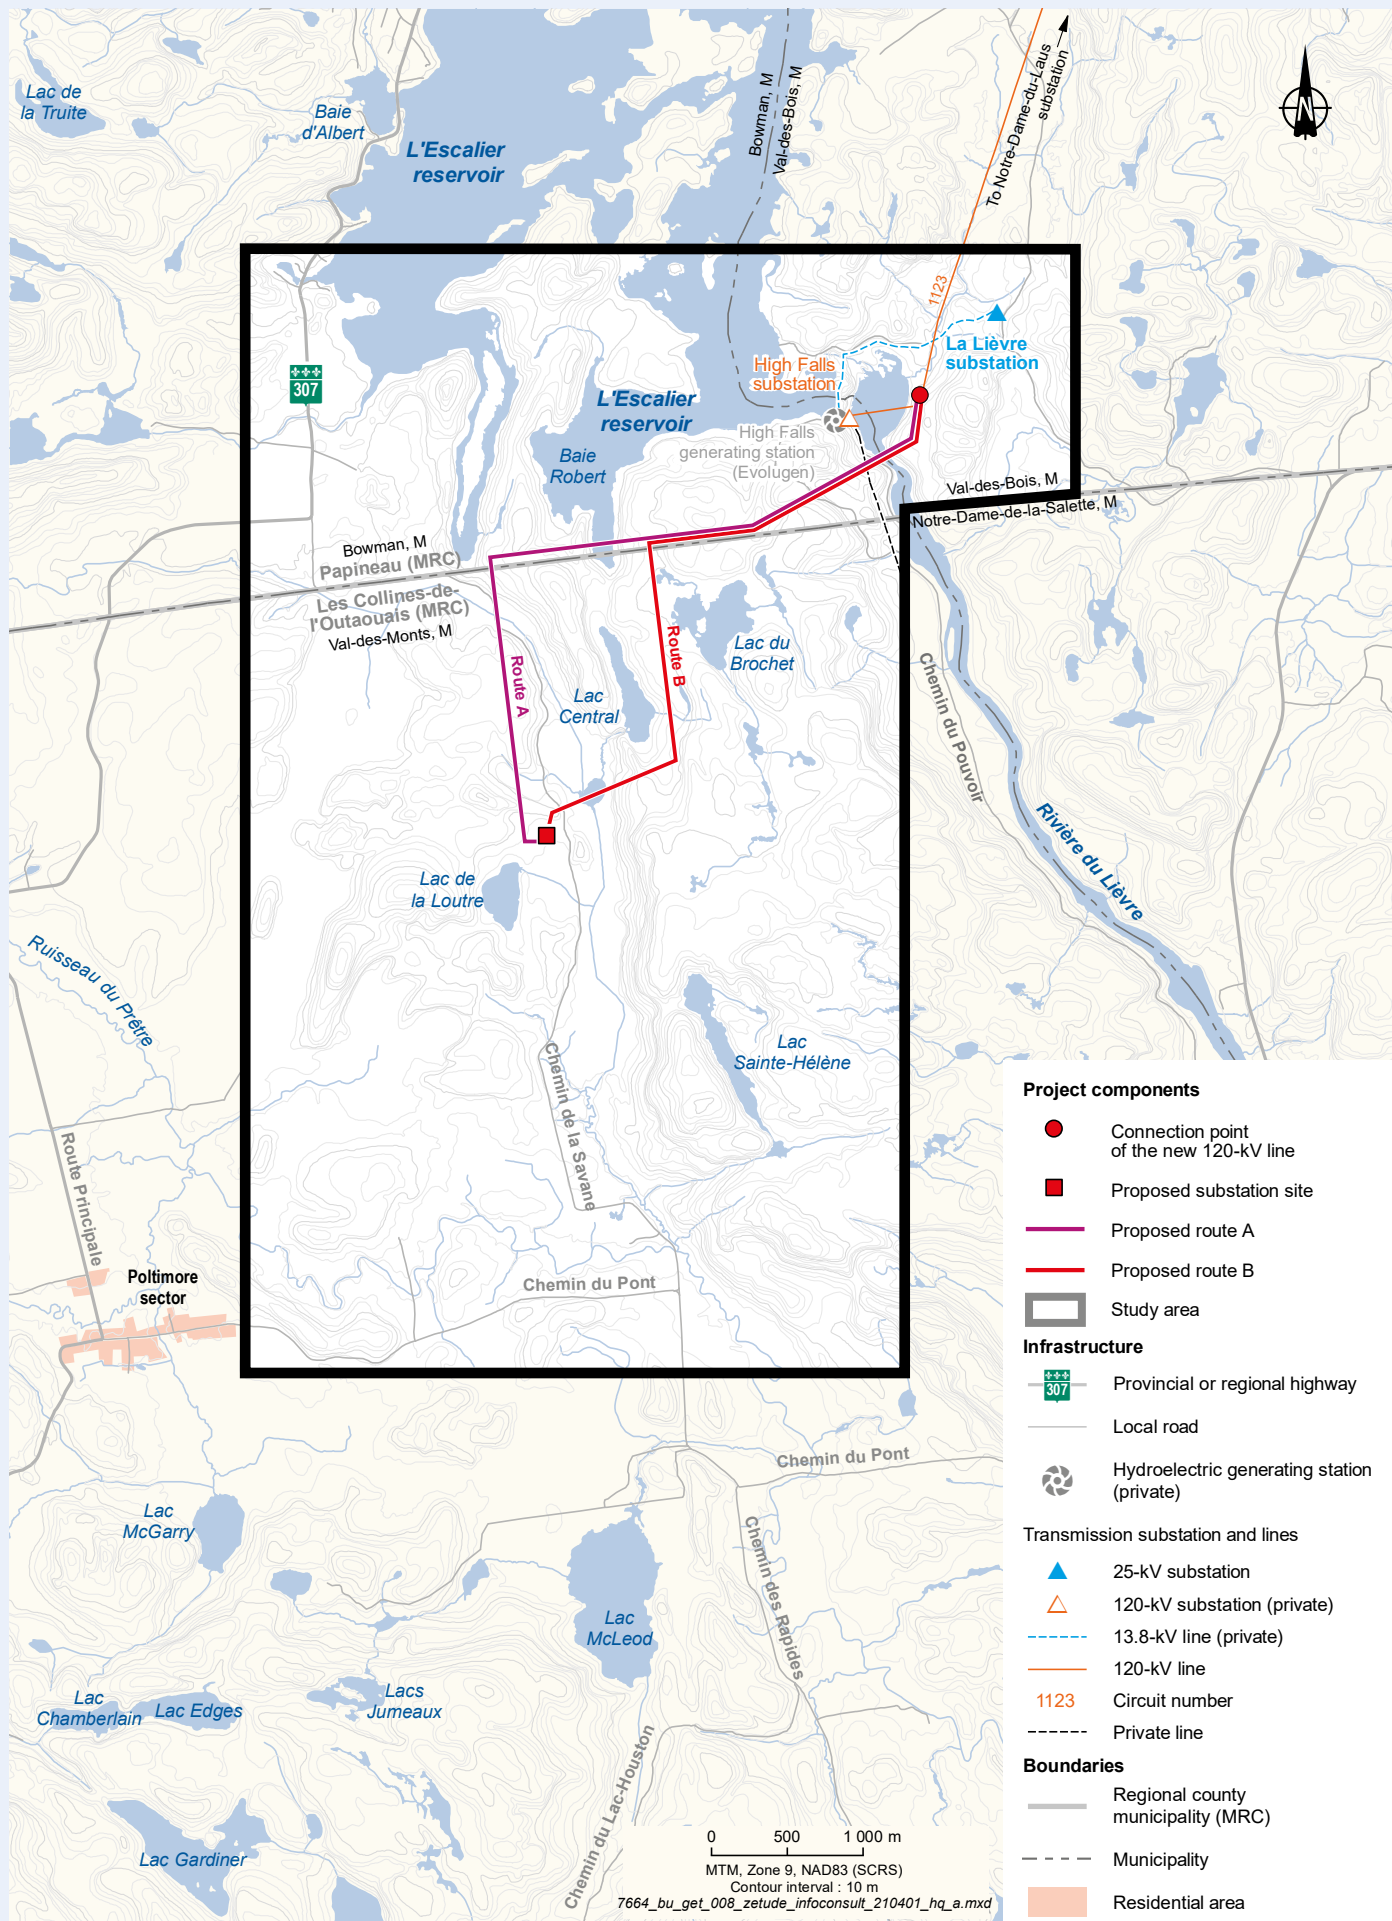 Lac de
la Truite
Baie
d'Albert
L'Escalier
reservoir
Bowman, M
Val-des-Bois, M
To Notre-Dame-du-Laus
substation
N
307
1123
La Lièvre
substation
High Falls
substation
L'Escalier
reservoir
High Falls
generating station
(Evolugen)
Baie
Robert
Val-des-Bois, M
Notre-Dame-de-la-Salette, M
Bowman, M
Papineau (MRC)
Les Collines-de-
l'Outaouais (MRC)
Val-des-Monts, M
Route A
Route B
Lac du
Brochet
Lac
Central
Chemin du Pouvoir
Rivière du Lièvre
Lac de
la Loutre
Ruisseau du Prêtre
Lac
Sainte-Hélène
Chemin de la Savane
Route Principale
Poltimore
sector
Chemin du Pont
Chemin du Pont
Lac
McGarry
Chemin des Rapides
Lac
McLeod
Lac
Chamberlain
Lac Edges
Lacs
Jumeaux
Chemin du Lac-Houston
Lac Gardiner
Project components
Connection point
of the new 120-kV line
Proposed substation site
Proposed route A
Proposed route B
Study area
Infrastructure
307
Provincial or regional highway
Local road
Hydroelectric generating station
(private)
Transmission substation and lines
25-kV substation
120-kV substation (private)
13.8-kV line (private)
120-kV line
1123
Circuit number
Private line
Boundaries
Regional county
municipality (MRC)
Municipality
Residential area
0 500 1 000 m
MTM, Zone 9, NAD83 (SCRS)
Contour interval : 10 m
7664_bu_get_008_zetude_infoconsult_210401_hq_a.mxd